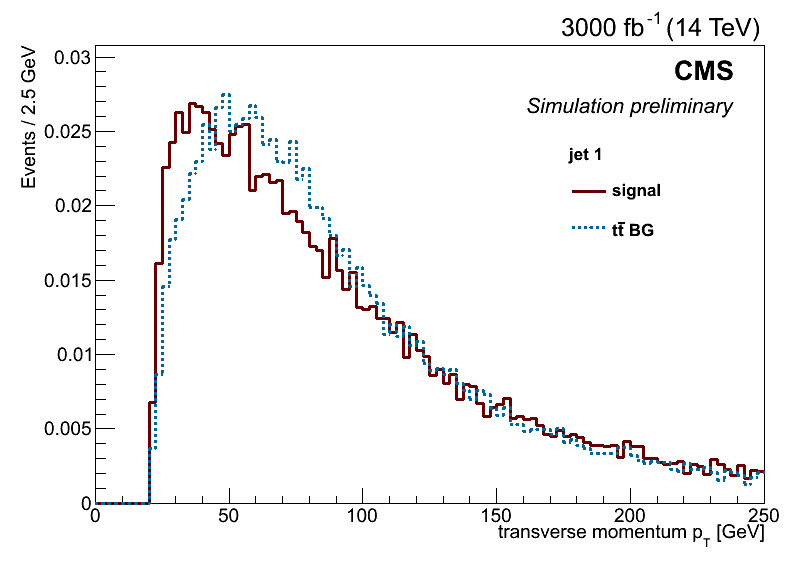 3000 fb⁻¹ (14 TeV)
CMS
Simulation preliminary
jet 1
signal
tt̄ BG
Events / 2.5 GeV
0.03
0.025
0.02
0.015
0.01
0.005
0
0 50 100 150 200 250
transverse momentum p_T [GeV]